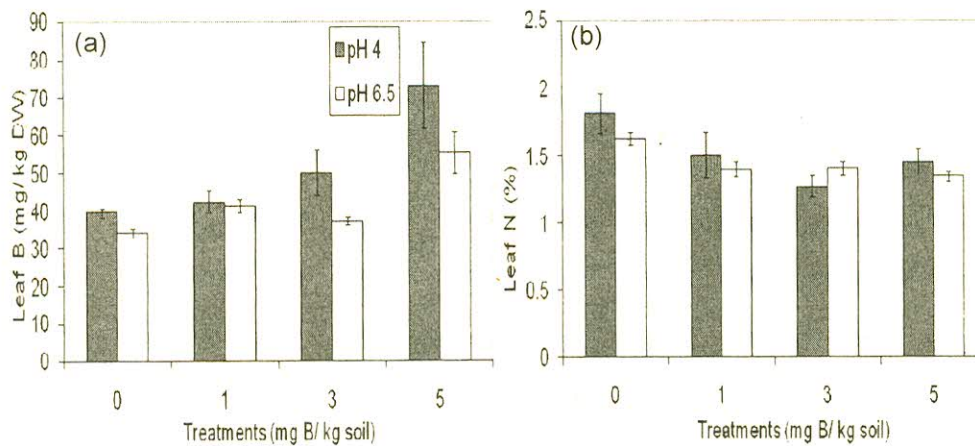 (a)
pH 4
pH 6.5
Leaf B (mg/ kg DW)
90
80
70
60
50
40
30
20
10
0
0 1 3 5
Treatments (mg B/ kg soil)
(b)
Leaf N (%)
2.5
2
1.5
1
0.5
0
0 1 3 5
Treatments (mg B/ kg soil)